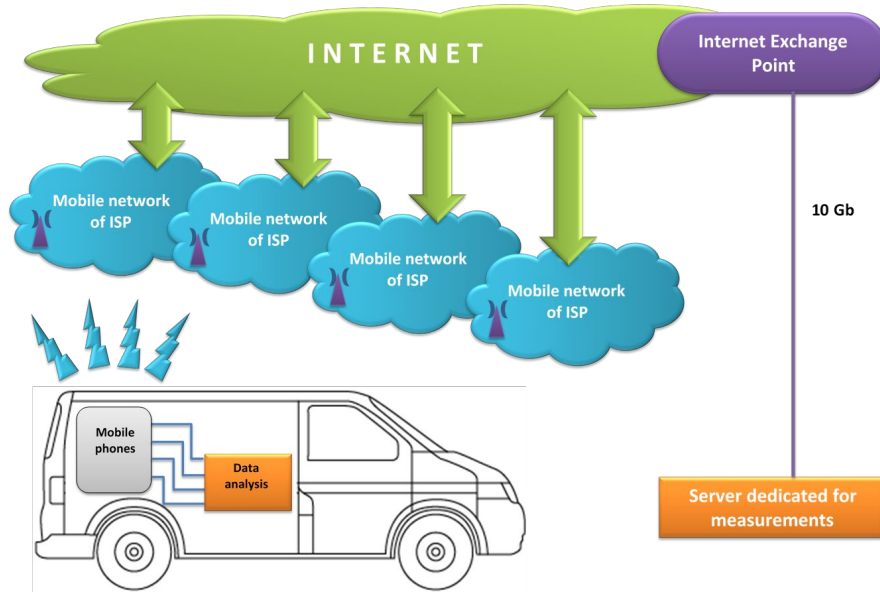 INTERNET
Internet Exchange
Point
Mobile network
of ISP
Mobile network
of ISP
Mobile network
of ISP
Mobile network
of ISP
10 Gb
Mobile
phones
Data
analysis
Server dedicated for
measurements